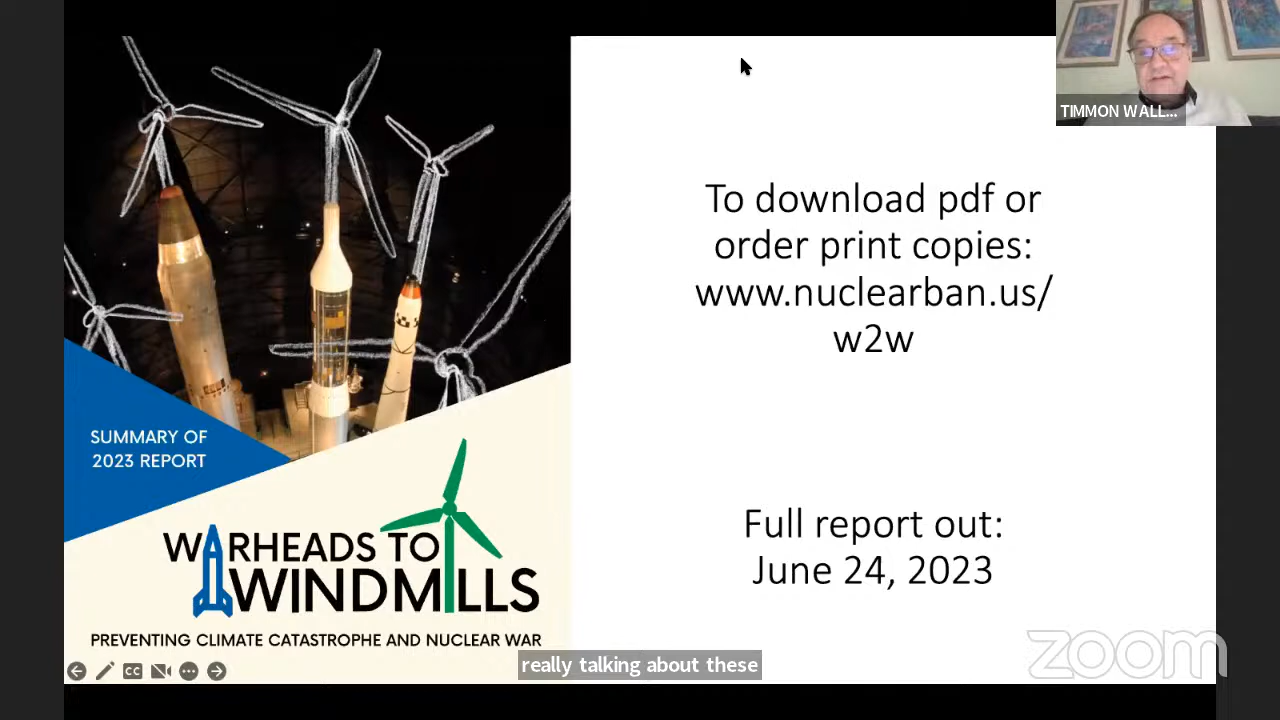 TIMMON WALL...
To download pdf or
order print copies:
www.nuclearban.us/
w2w
SUMMARY OF
2023 REPORT
WARHEADS TO
WINDMILLS
PREVENTING CLIMATE CATASTROPHE AND NUCLEAR WAR
Full report out:
June 24, 2023
CC
really talking about these
zoom